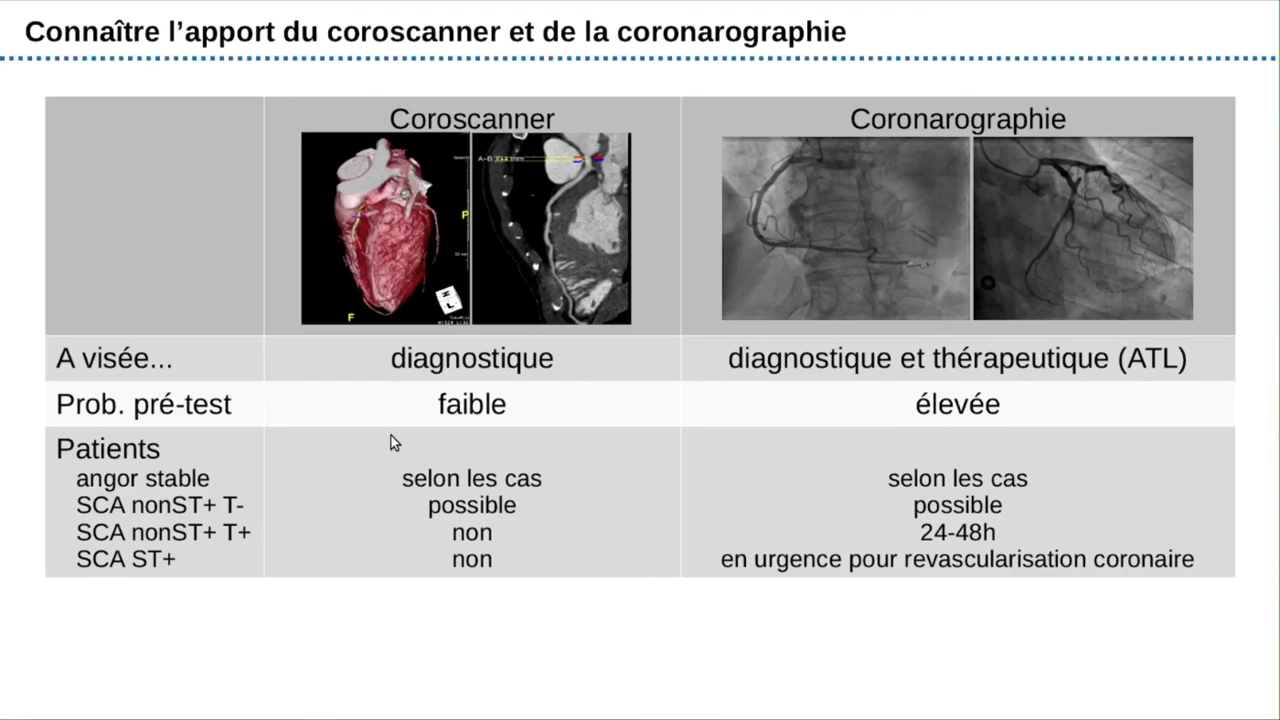 Connaître l'apport du coroscanner et de la coronarographie
Coroscanner
Coronarographie
P
F
A visée...
diagnostique
diagnostique et thérapeutique (ATL)
Prob. pré-test
faible
élevée
Patients
angor stable
selon les cas
selon les cas
SCA nonST+ T-
possible
possible
SCA nonST+ T+
non
24-48h
SCA ST+
non
en urgence pour revascularisation coronaire